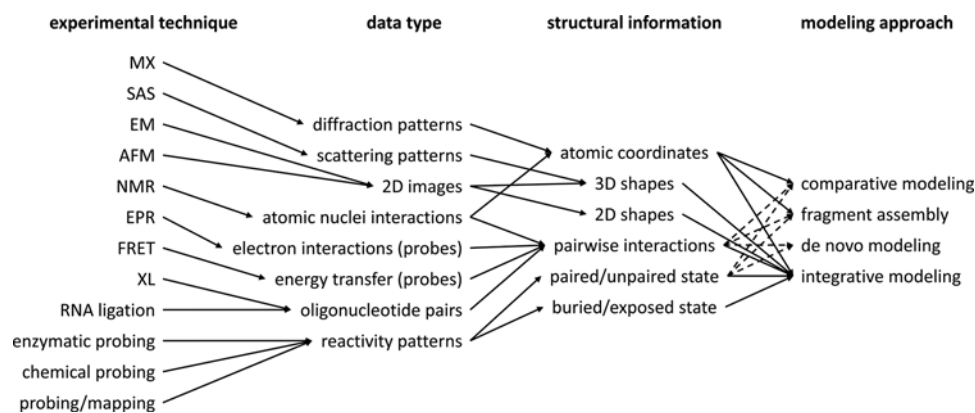 experimental technique
data type
structural information
modeling approach
MX
SAS
EM
AFM
NMR
EPR
FRET
XL
RNA ligation
enzymatic probing
chemical probing
probing/mapping
diffraction patterns
scattering patterns
2D images
atomic nuclei interactions
electron interactions (probes)
energy transfer (probes)
oligonucleotide pairs
reactivity patterns
atomic coordinates
3D shapes
2D shapes
pairwise interactions
paired/unpaired state
buried/exposed state
comparative modeling
fragment assembly
de novo modeling
integrative modeling